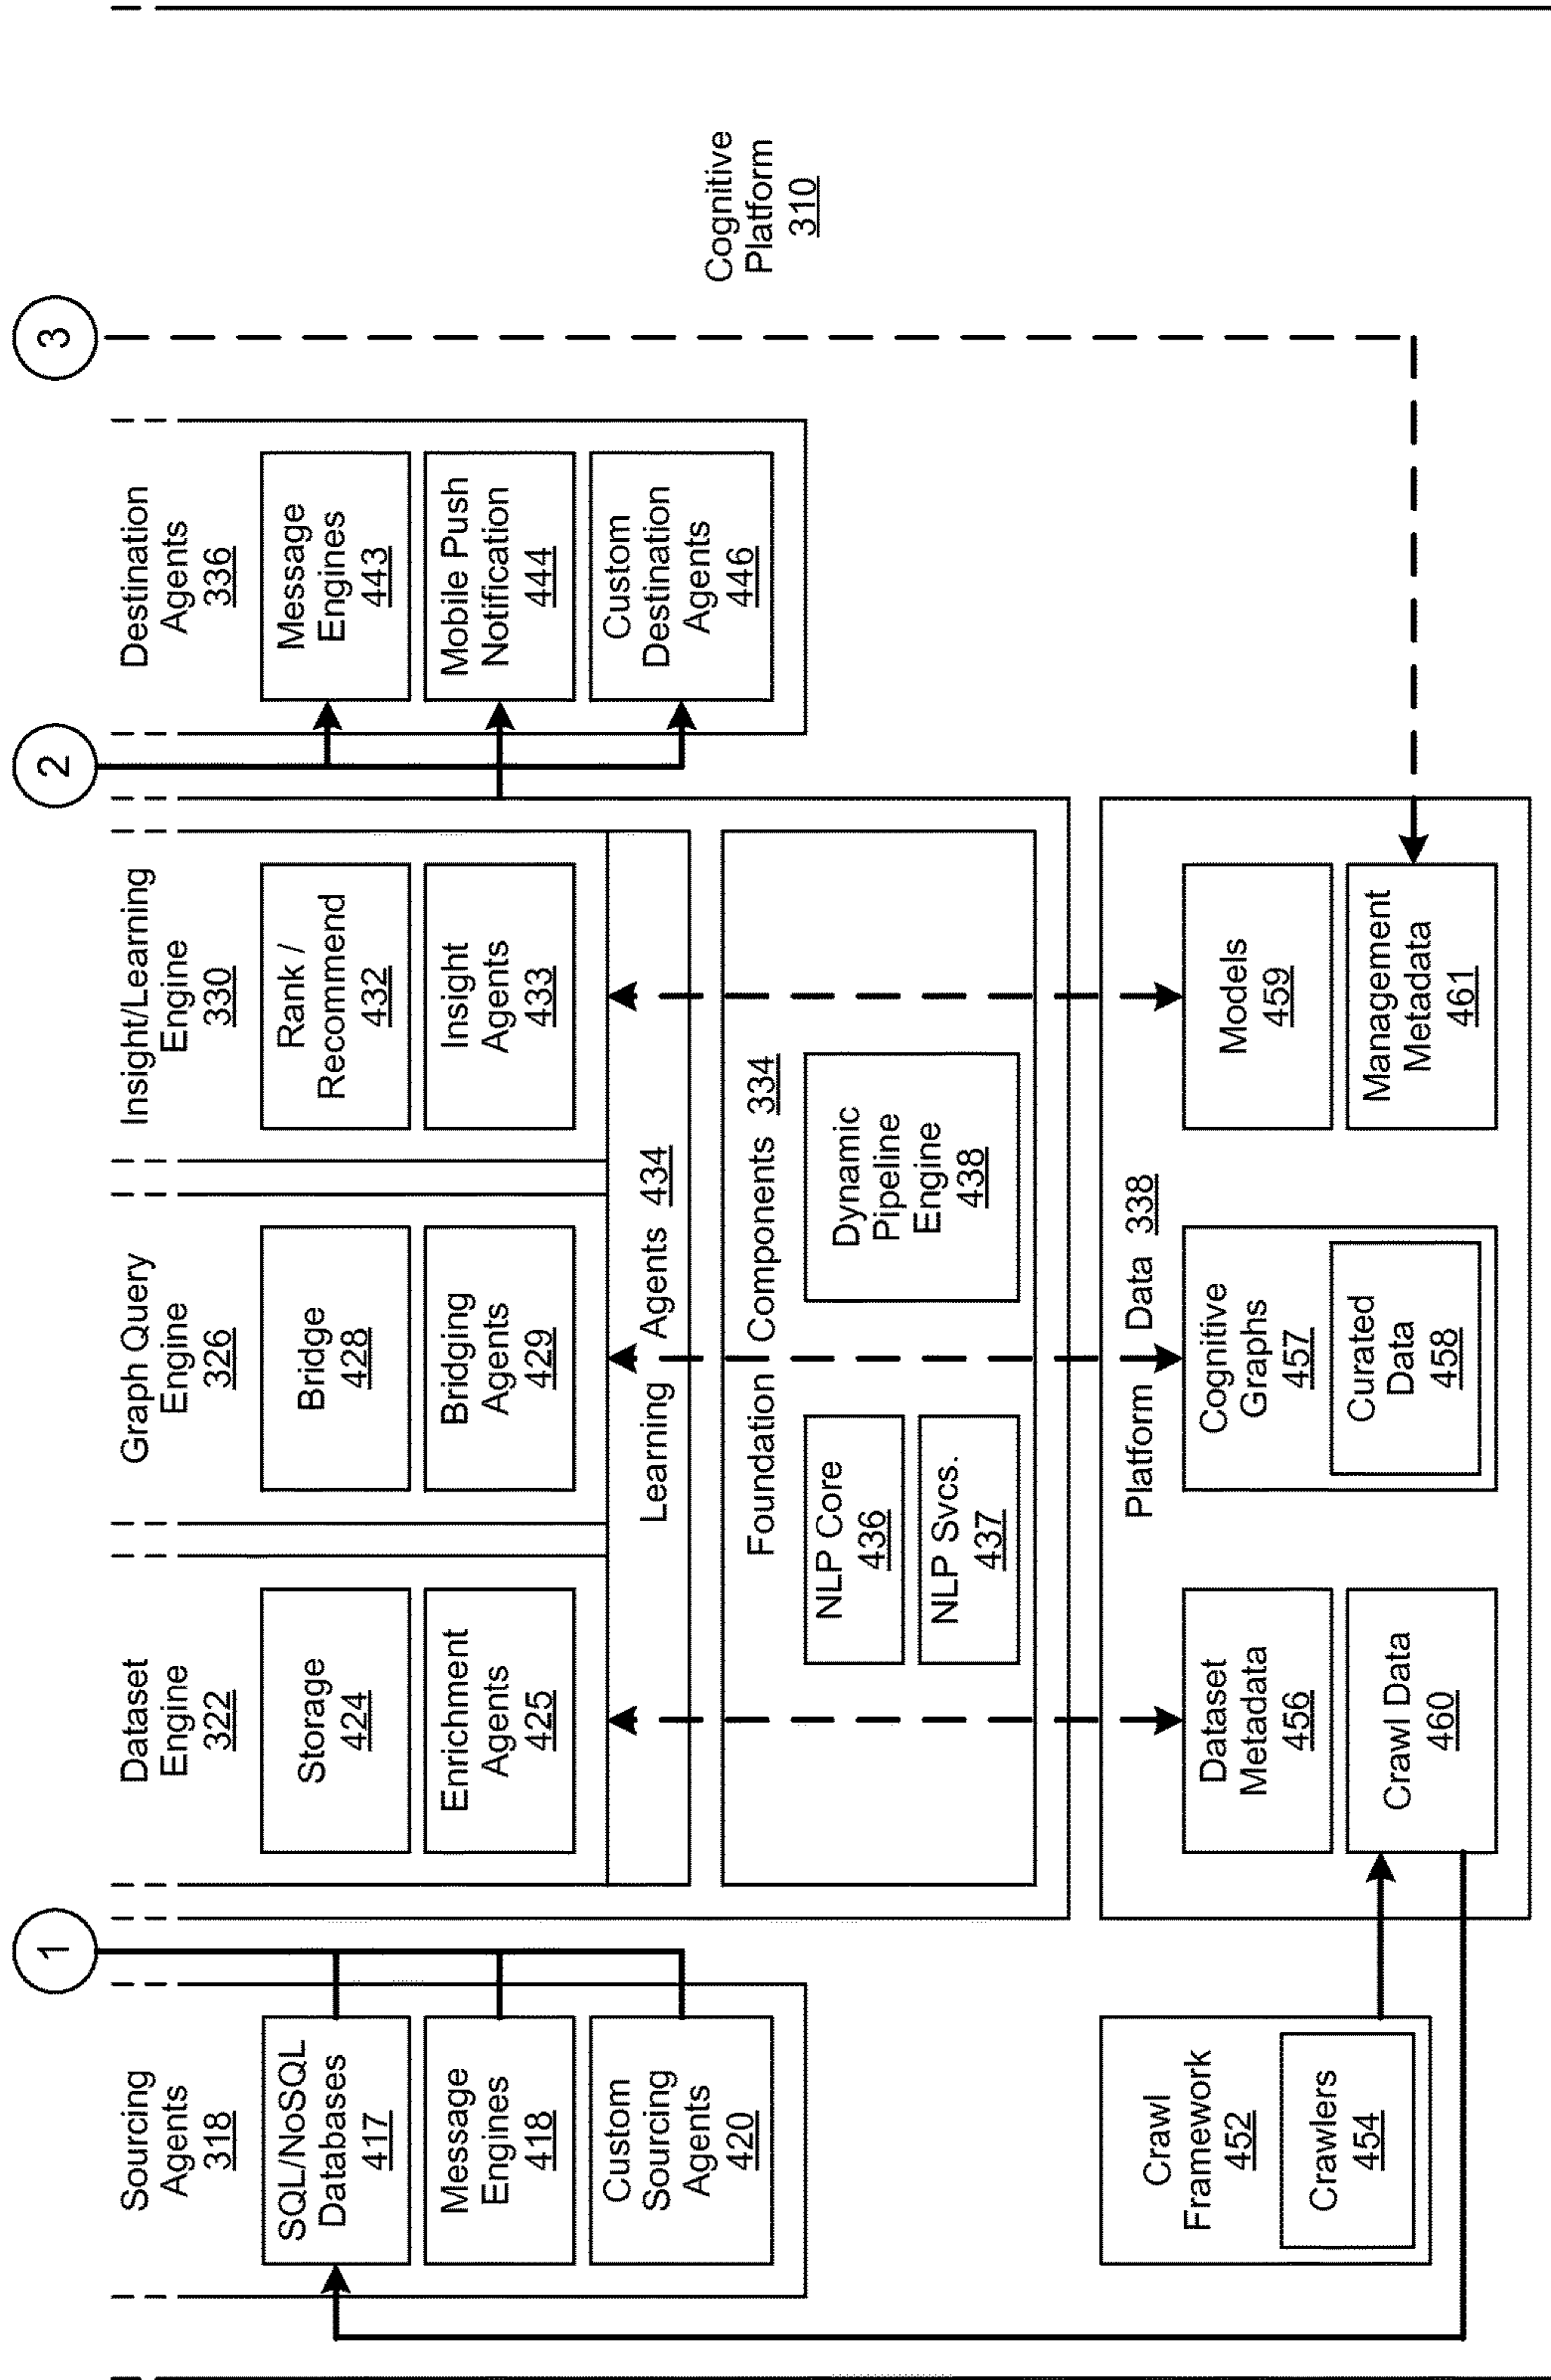 1
2
3
Sourcing
Agents
318
SQL/NoSQL
Databases
417
Message
Engines
418
Custom
Sourcing
Agents
420
Dataset
Engine
322
Storage
424
Enrichment
Agents
425
Graph Query
Engine
326
Bridge
428
Bridging
Agents
429
Insight/Learning
Engine
330
Rank /
Recommend
432
Insight
Agents
433
Learning Agents 434
Foundation Components 334
NLP Core
436
NLP Svcs.
437
Dynamic
Pipeline
Engine
438
Destination
Agents
336
Message
Engines
443
Mobile Push
Notification
444
Custom
Destination
Agents
446
Cognitive
Platform
310
Crawl
Framework
452
Crawlers
454
Platform Data 338
Dataset
Metadata
456
Crawl Data
460
Cognitive
Graphs
457
Curated
Data
458
Models
459
Management
Metadata
461